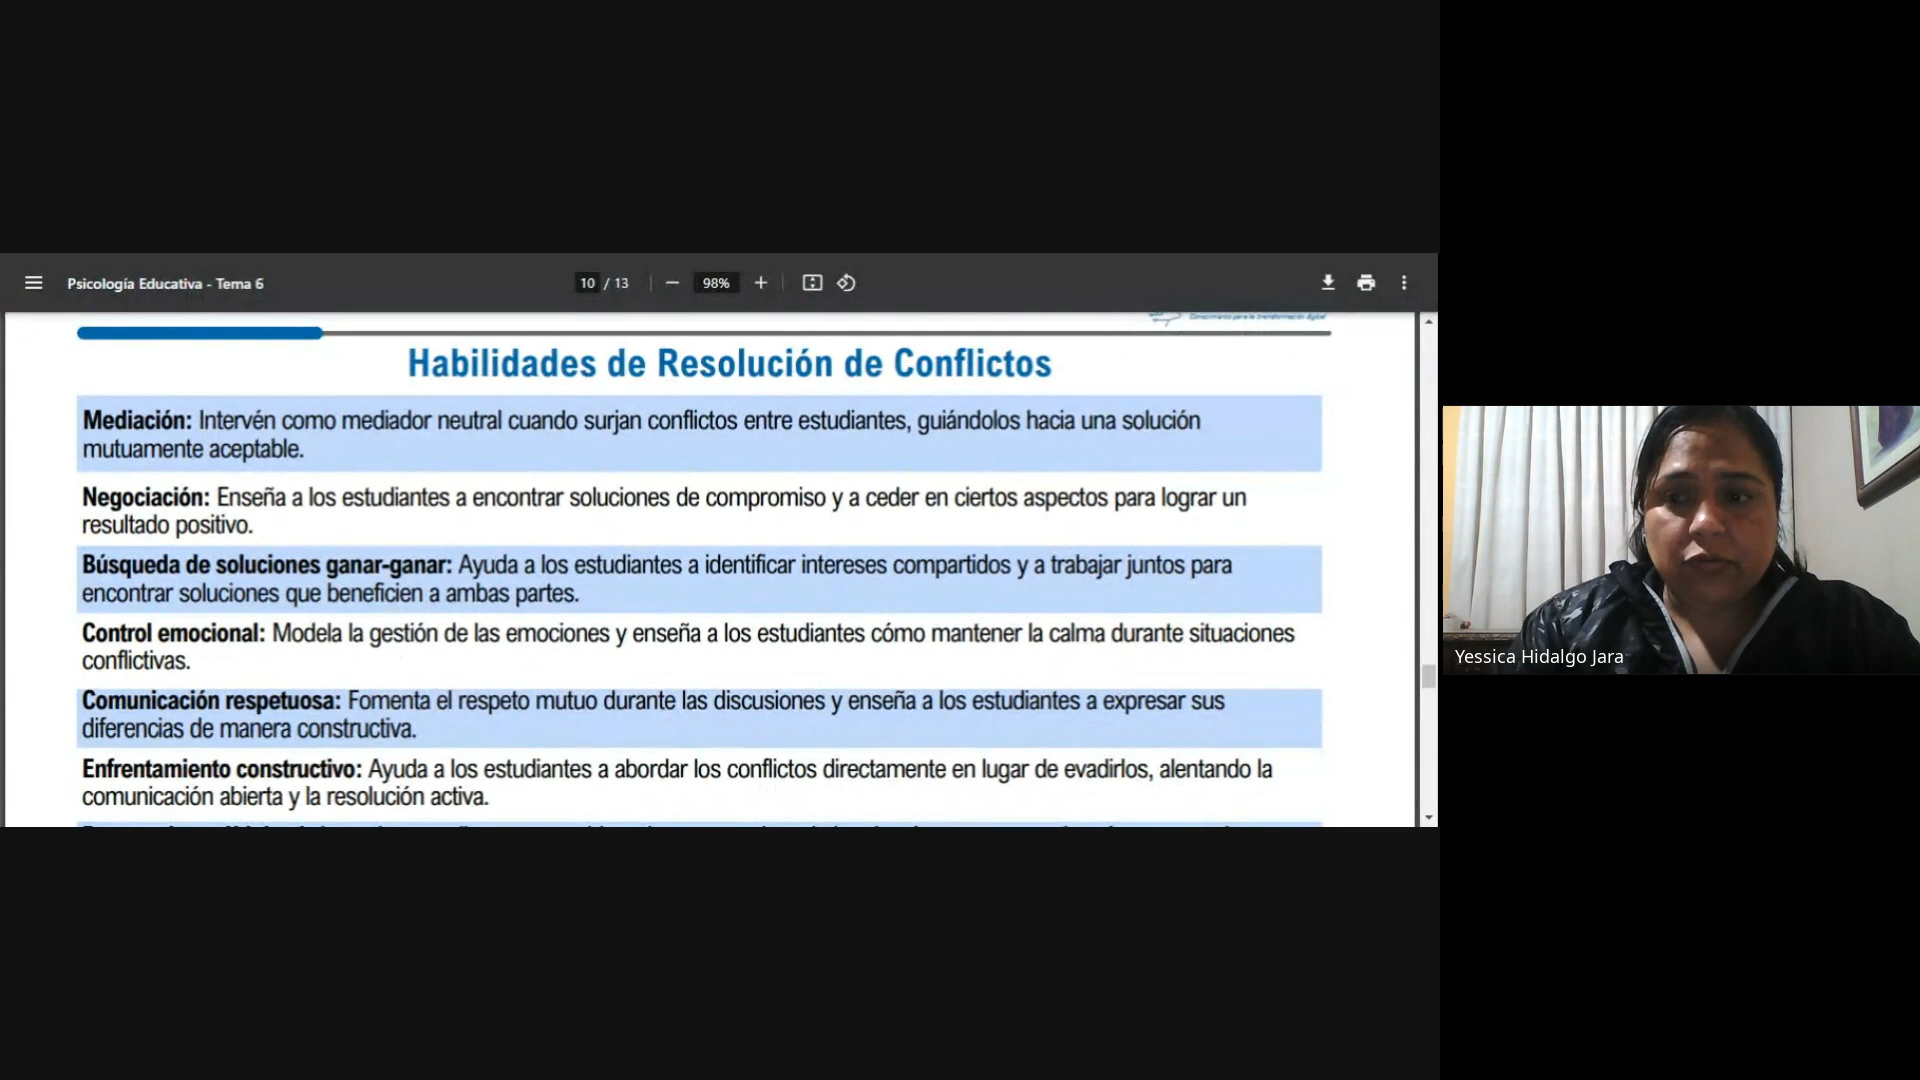 Psicología Educativa - Tema 6
10 / 13
98%
Conocimiento para la transformación digital
Habilidades de Resolución de Conflictos
Mediación: Intervén como mediador neutral cuando surjan conflictos entre estudiantes, guiándolos hacia una solución
mutuamente aceptable.
Negociación: Enseña a los estudiantes a encontrar soluciones de compromiso y a ceder en ciertos aspectos para lograr un
resultado positivo.
Búsqueda de soluciones ganar-ganar: Ayuda a los estudiantes a identificar intereses compartidos y a trabajar juntos para
encontrar soluciones que beneficien a ambas partes.
Control emocional: Modela la gestión de las emociones y enseña a los estudiantes cómo mantener la calma durante situaciones
conflictivas.
Comunicación respetuosa: Fomenta el respeto mutuo durante las discusiones y enseña a los estudiantes a expresar sus
diferencias de manera constructiva.
Enfrentamiento constructivo: Ayuda a los estudiantes a abordar los conflictos directamente en lugar de evadirlos, alentando la
comunicación abierta y la resolución activa.
Yessica Hidalgo Jara